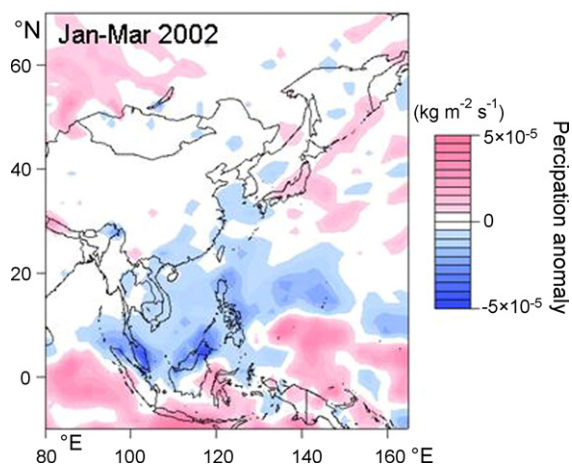 °N
Jan-Mar 2002
60
40
20
0
80
°E
100
120
140
160
°E
(kg m⁻² s⁻¹)
5×10⁻⁵
0
-5×10⁻⁵
Percipation anomaly